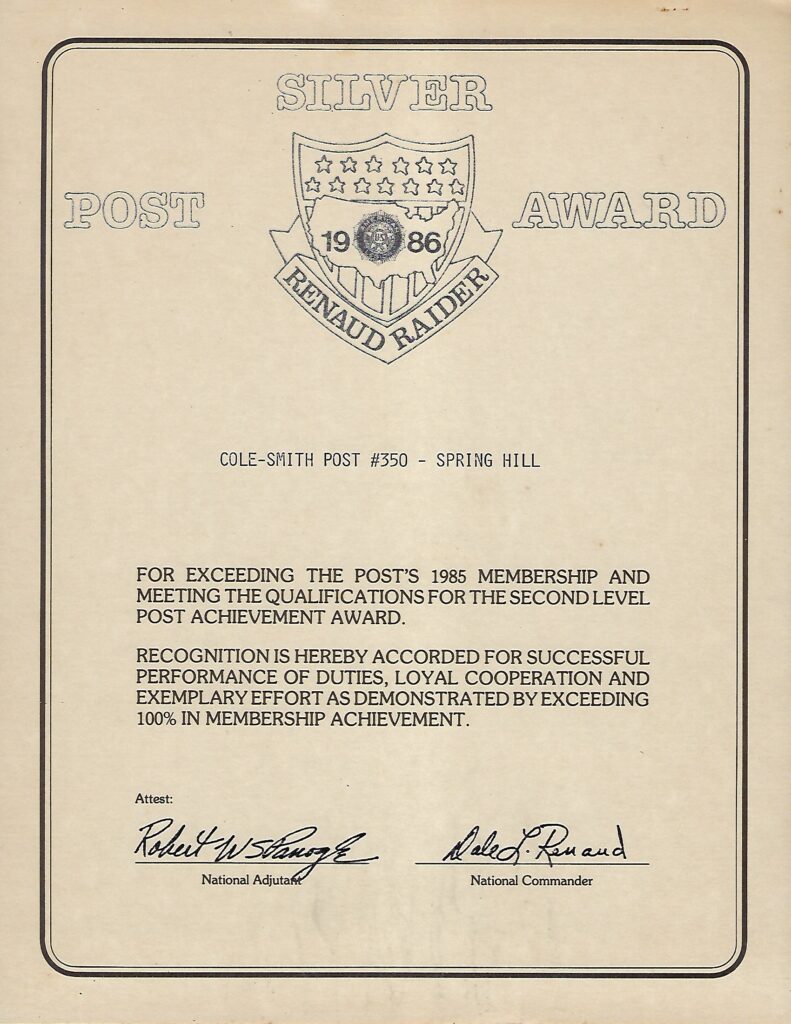 SILVER
POST AWARD
19 US 86
RENAUD RAIDER
COLE-SMITH POST #350 - SPRING HILL
FOR EXCEEDING THE POST'S 1985 MEMBERSHIP AND
MEETING THE QUALIFICATIONS FOR THE SECOND LEVEL
POST ACHIEVEMENT AWARD.
RECOGNITION IS HEREBY ACCORDED FOR SUCCESSFUL
PERFORMANCE OF DUTIES, LOYAL COOPERATION AND
EXEMPLARY EFFORT AS DEMONSTRATED BY EXCEEDING
100% IN MEMBERSHIP ACHIEVEMENT.
Attest:
Robert W Spanogle Dale L. Renaud
National Adjutant National Commander